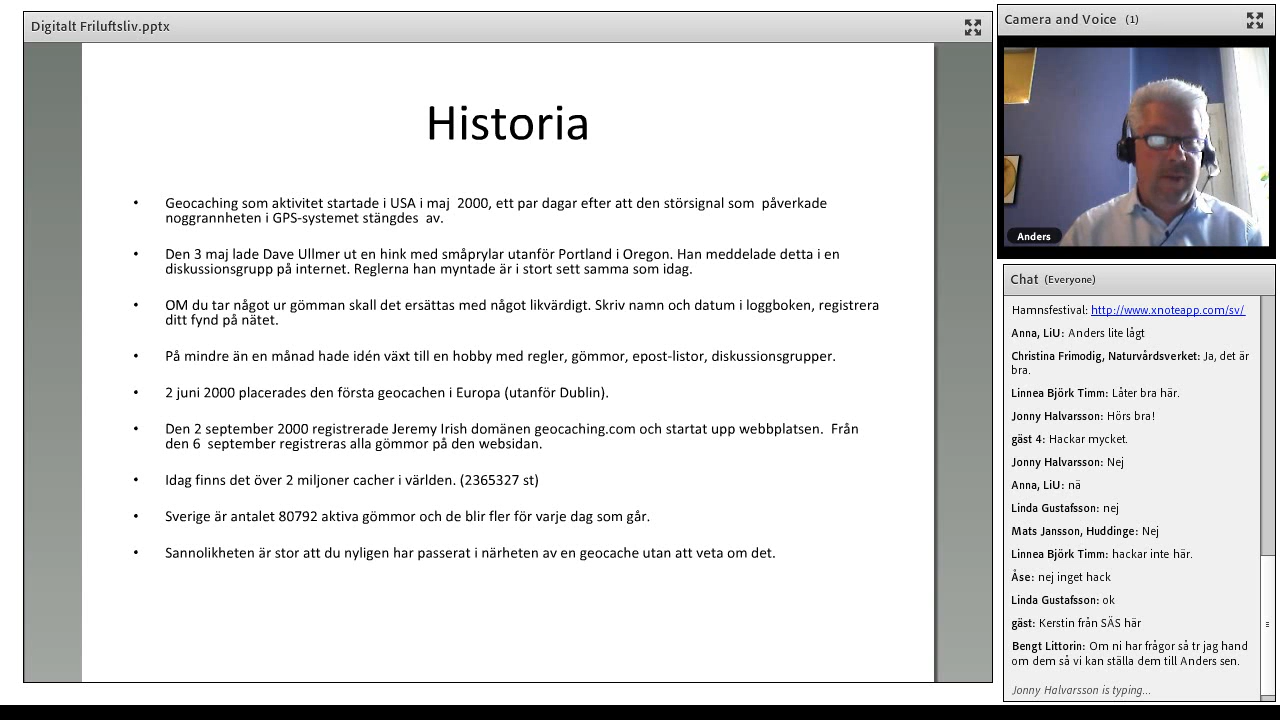 Digitalt Friluftsliv.pptx
Historia
• Geocaching som aktivitet startade i USA i maj  2000, ett par dagar efter att den störsignal som  påverkade
noggrannheten i GPS-systemet stängdes  av.
• Den 3 maj lade Dave Ullmer ut en hink med småprylar utanför Portland i Oregon. Han meddelade detta i en
diskussionsgrupp på internet. Reglerna han myntade är i stort sett samma som idag.
• OM du tar något ur gömman skall det ersättas med något likvärdigt. Skriv namn och datum i loggboken, registrera
ditt fynd på nätet.
• På mindre än en månad hade idén växt till en hobby med regler, gömmor, epost-listor, diskussionsgrupper.
• 2 juni 2000 placerades den första geocachen i Europa (utanför Dublin).
• Den 2 september 2000 registrerade Jeremy Irish domänen geocaching.com och startat upp webbplatsen.  Från
den 6  september registreras alla gömmor på den websidan.
• Idag finns det över 2 miljoner cacher i världen. (2365327 st)
• Sverige är antalet 80792 aktiva gömmor och de blir fler för varje dag som går.
• Sannolikheten är stor att du nyligen har passerat i närheten av en geocache utan att veta om det.
Camera and Voice (1)
Anders
Chat (Everyone)
Hamnsfestival: http://www.xnoteapp.com/sv/
Anna, LiU: Anders lite lågt
Christina Frimodig, Naturvårdsverket: Ja, det är
bra.
Linnea Björk Timm: Låter bra här.
Jonny Halvarsson: Hörs bra!
gäst 4: Hackar mycket.
Jonny Halvarsson: Nej
Anna, LiU: nä
Linda Gustafsson: nej
Mats Jansson, Huddinge: Nej
Linnea Björk Timm: hackar inte här.
Åse: nej inget hack
Linda Gustafsson: ok
gäst: Kerstin från SÄS här
Bengt Littorin: Om ni har frågor så tr jag hand
om dem så vi kan ställa dem till Anders sen.
Jonny Halvarsson is typing...